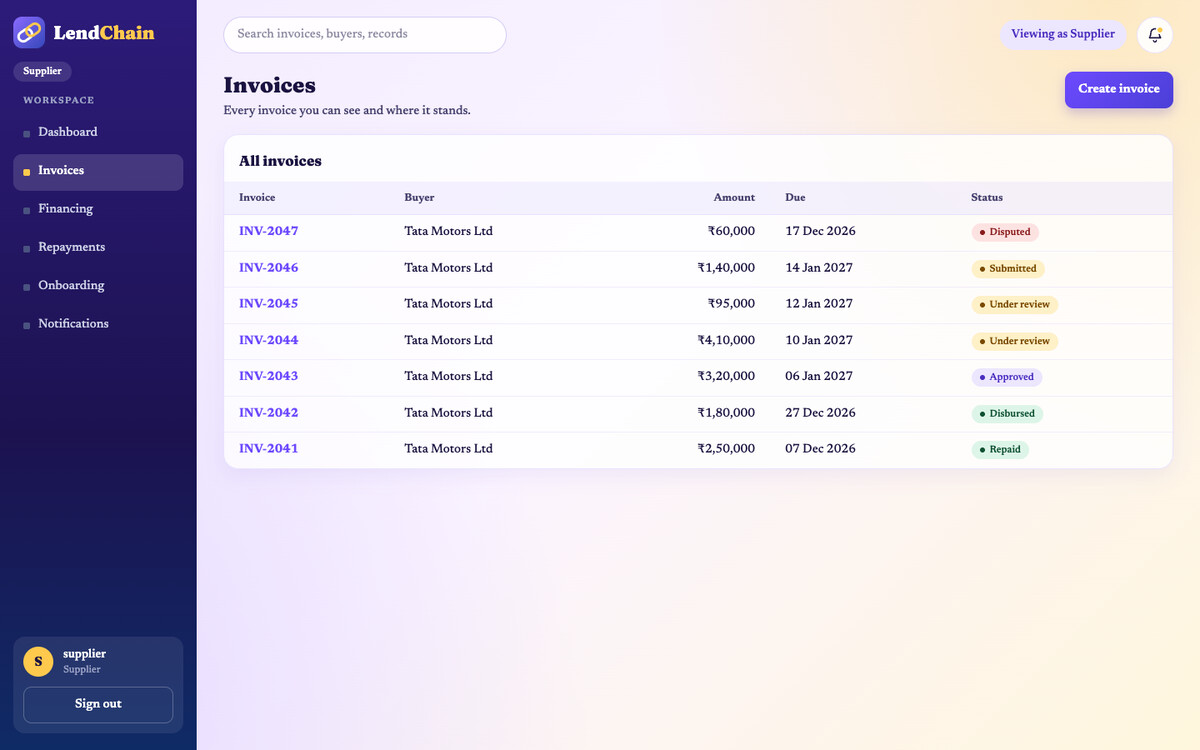 LendChain
Supplier
WORKSPACE
Dashboard
Invoices
Financing
Repayments
Onboarding
Notifications
supplier
Supplier
S
Sign out
Search invoices, buyers, records
Viewing as Supplier
Invoices
Every invoice you can see and where it stands.
Create invoice
All invoices
Invoice Buyer Amount Due Status
INV-2047 Tata Motors Ltd ₹60,000 17 Dec 2026 Disputed
INV-2046 Tata Motors Ltd ₹1,40,000 14 Jan 2027 Submitted
INV-2045 Tata Motors Ltd ₹95,000 12 Jan 2027 Under review
INV-2044 Tata Motors Ltd ₹4,10,000 10 Jan 2027 Under review
INV-2043 Tata Motors Ltd ₹3,20,000 06 Jan 2027 Approved
INV-2042 Tata Motors Ltd ₹1,80,000 27 Dec 2026 Disbursed
INV-2041 Tata Motors Ltd ₹2,50,000 07 Dec 2026 Repaid